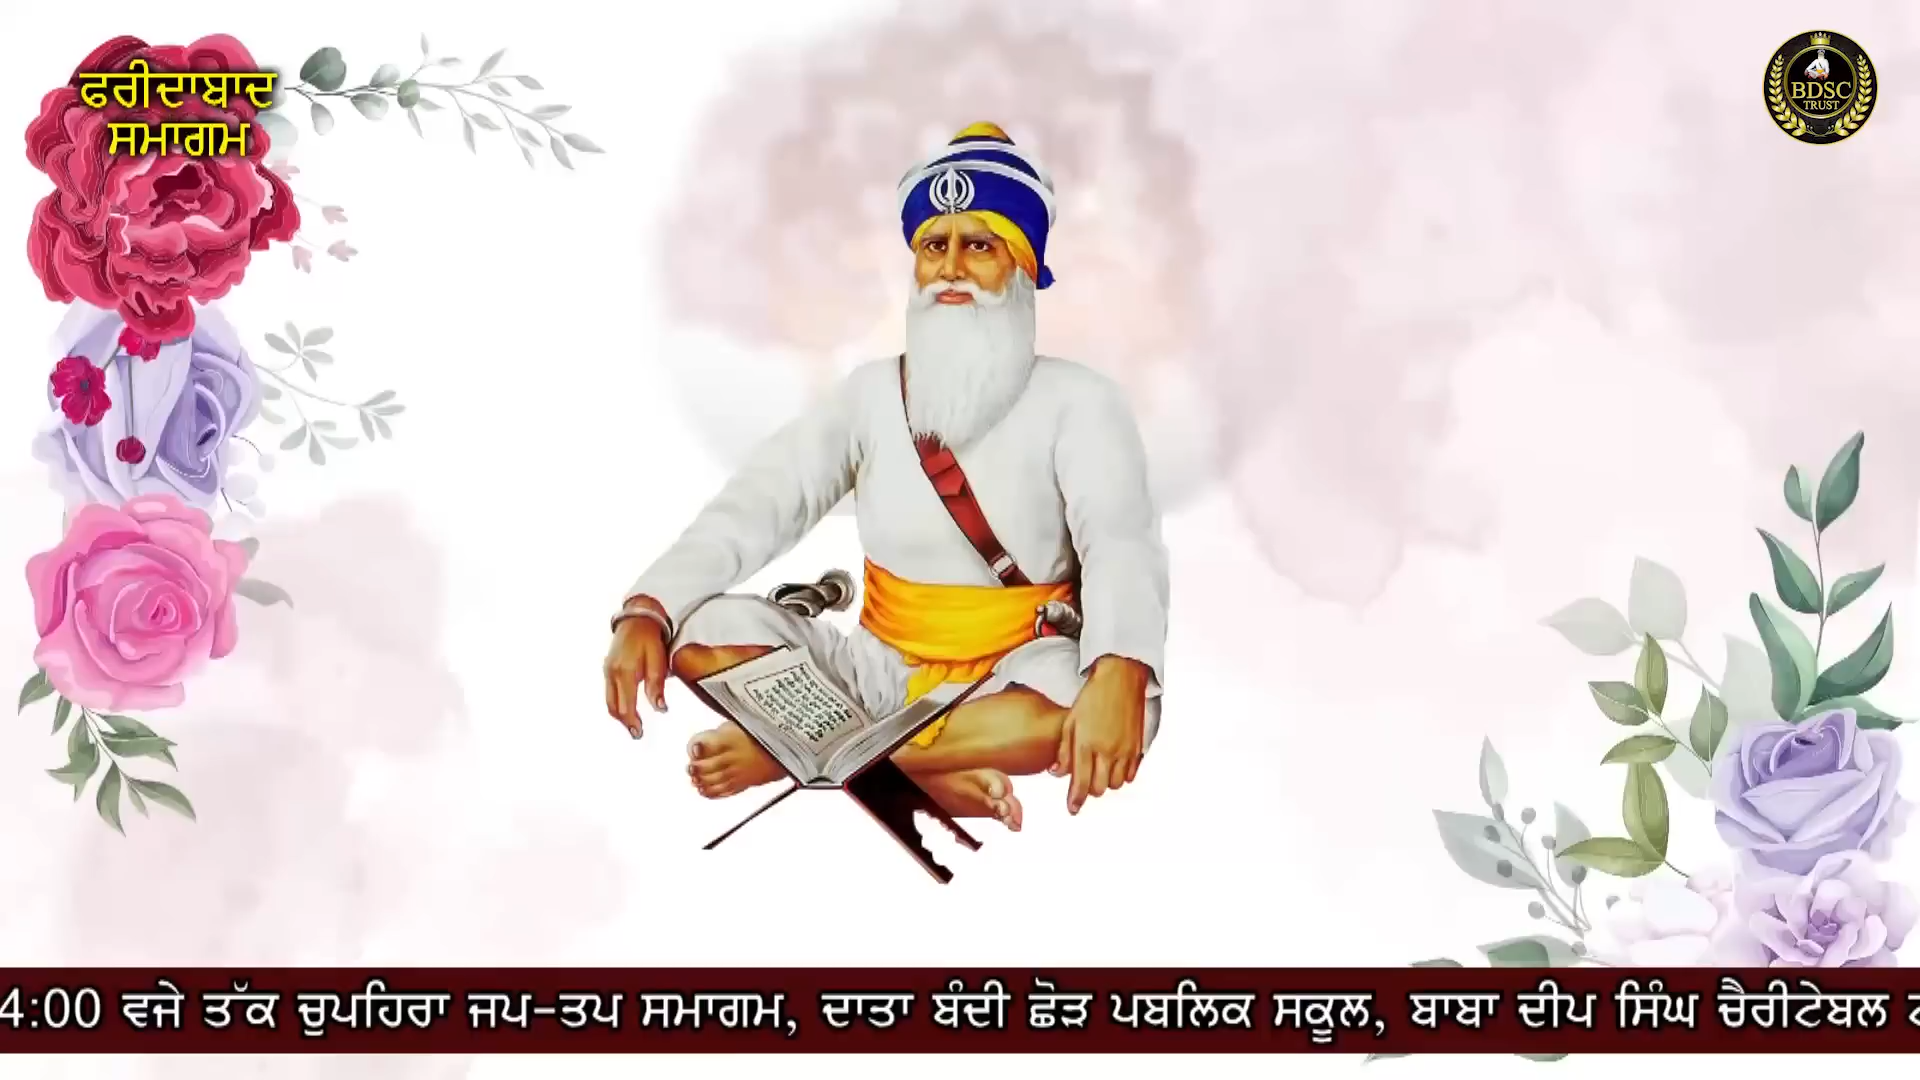 ਫਰੀਦਾਬਾਦ
ਸਮਾਗਮ
BDSC
TRUST
4:00 ਵਜੇ ਤੱਕ ਚੁਪਹਿਰਾ ਜਪ-ਤਪ ਸਮਾਗਮ, ਦਾਤਾ ਬੰਦੀ ਛੋੜ ਪਬਲਿਕ ਸਕੂਲ, ਬਾਬਾ ਦੀਪ ਸਿੰਘ ਚੈਰੀਟੇਬਲ